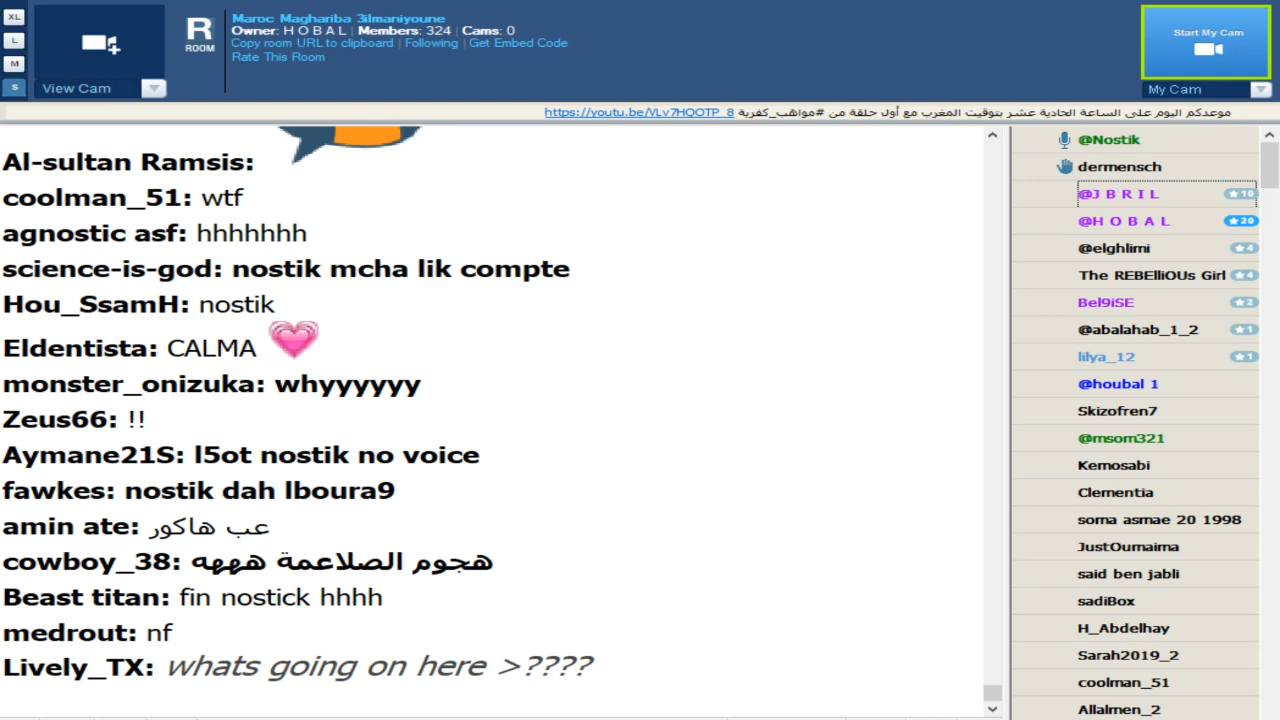 XL
L
M
S
View Cam
R
ROOM
Maroc Maghariba 3ilmaniyoune
Owner: H O B A L | Members: 324 | Cams: 0
Copy room URL to clipboard | Following | Get Embed Code
Rate This Room
Start My Cam
My Cam
موعدكم اليوم على الساعة الحادية عشر بتوقيت المغرب مع أول حلقة من #مواهب_كفرية https://youtu.be/VLv7HQOTP_8
Al-sultan Ramsis:
coolman_51: wtf
agnostic asf: hhhhhhh
science-is-god: nostik mcha lik compte
Hou_SsamH: nostik
Eldentista: CALMA
monster_onizuka: whyyyyyy
Zeus66: !!
Aymane21S: l5ot nostik no voice
fawkes: nostik dah lboura9
amin ate: عب هاكور
cowboy_38: هجوم الصلاعمة هههه
Beast titan: fin nostick hhhh
medrout: nf
Lively_TX: whats going on here >????
@Nostik
dermensch
@J B R I L ★10
@H O B A L ★20
@elghlimi ★4
The REBElliOUs Girl ★4
Bel9iSE ★2
@abalahab_1_2 ★1
lilya_12 ★1
@houbal 1
Skizofren7
@msom321
Kemosabi
Clementia
soma asmae 20 1998
JustOumaima
said ben jabli
sadiBox
H_Abdelhay
Sarah2019_2
coolman_51
Allalmen_2